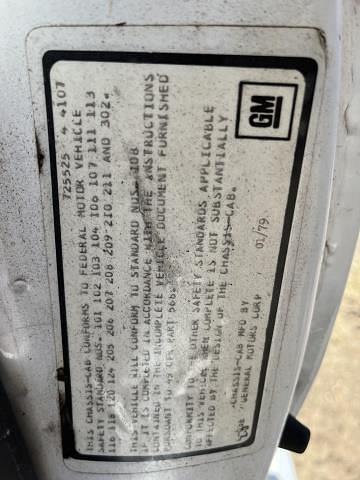 725525 4 4107
THIS CHASSIS-CAB CONFORMS TO FEDERAL MOTOR VEHICLE
SAFETY STANDARD NOS. 101 102 103 104 106 107 111 113
116 118 120 124 205 206 207 208 209 210 211 AND 302.
THIS VEHICLE WILL CONFORM TO STANDARD NOS. 108
IF IT IS COMPLETED IN ACCORDANCE WITH THE INSTRUCTIONS
CONTAINED IN THE INCOMPLETE VEHICLE DOCUMENT FURNISHED
PURSUANT TO 49 CFR PART 568.
CONFORMITY TO THE OTHER SAFETY STANDARDS APPLICABLE
TO THIS VEHICLE WHEN COMPLETE IS NOT SUBSTANTIALLY
AFFECTED BY THE DESIGN OF THE CHASSIS-CAB.
CHASSIS-CAB MFD BY 01/79
GENERAL MOTORS CORP
GM